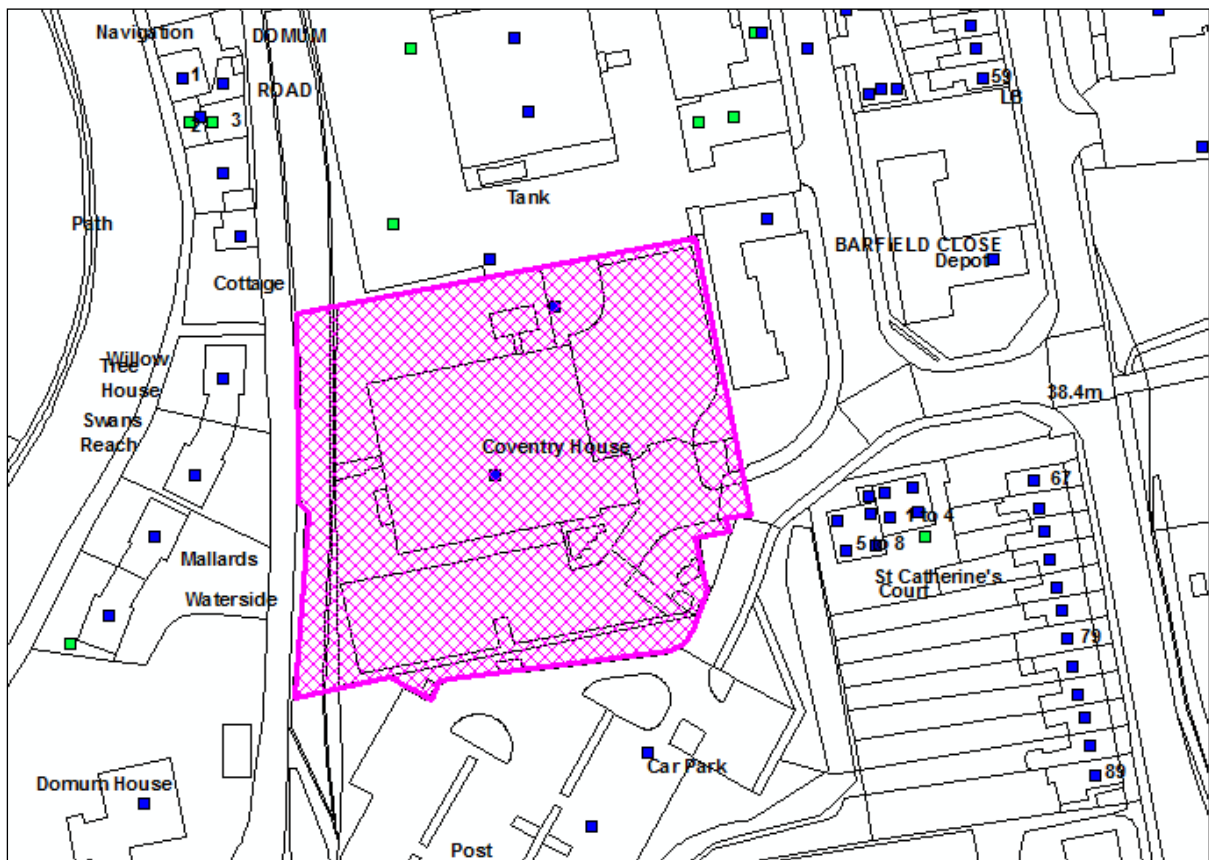 Navigation
DOMUM
1
59
ROAD
LB
2
3
Tank
Path
BARFIELD CLOSE
Depot
Cottage
Willow
Tree
House
38.4m
Swans
Reach
Coventry House
67
1 to 4
5 to 8
Mallards
St Catherine's
Court
Waterside
79
Car Park
89
Domum House
Post